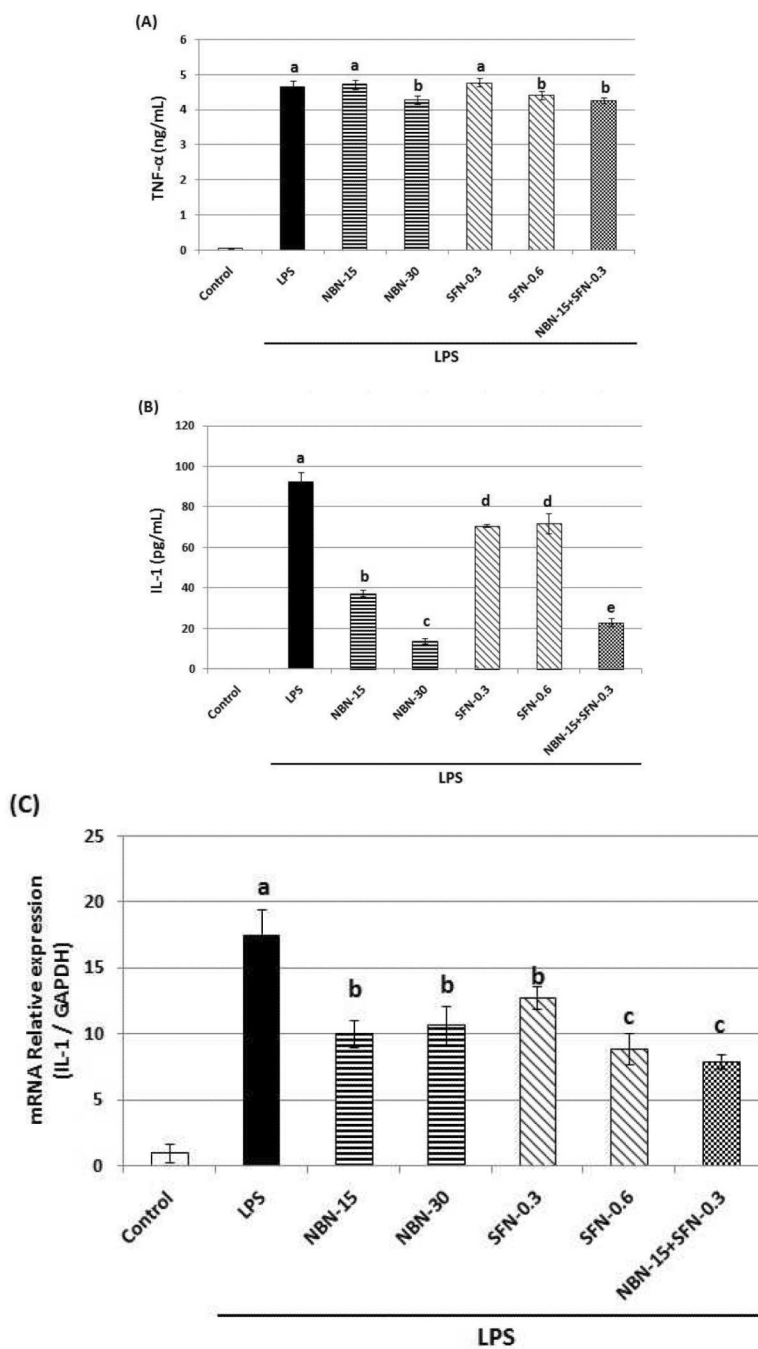 (A)
TNF-α (ng/mL)
6
5
4
3
2
1
0
a
a
b
a
b
b
Control
LPS
NBN-15
NBN-30
SFN-0.3
SFN-0.6
NBN-15+SFN-0.3
LPS
(B)
IL-1 (pg/mL)
120
100
80
60
40
20
0
a
b
c
d
d
e
Control
LPS
NBN-15
NBN-30
SFN-0.3
SFN-0.6
NBN-15+SFN-0.3
LPS
(C)
mRNA Relative expression
(IL-1 / GAPDH)
25
20
15
10
5
0
a
b
b
b
c
c
Control
LPS
NBN-15
NBN-30
SFN-0.3
SFN-0.6
NBN-15+SFN-0.3
LPS